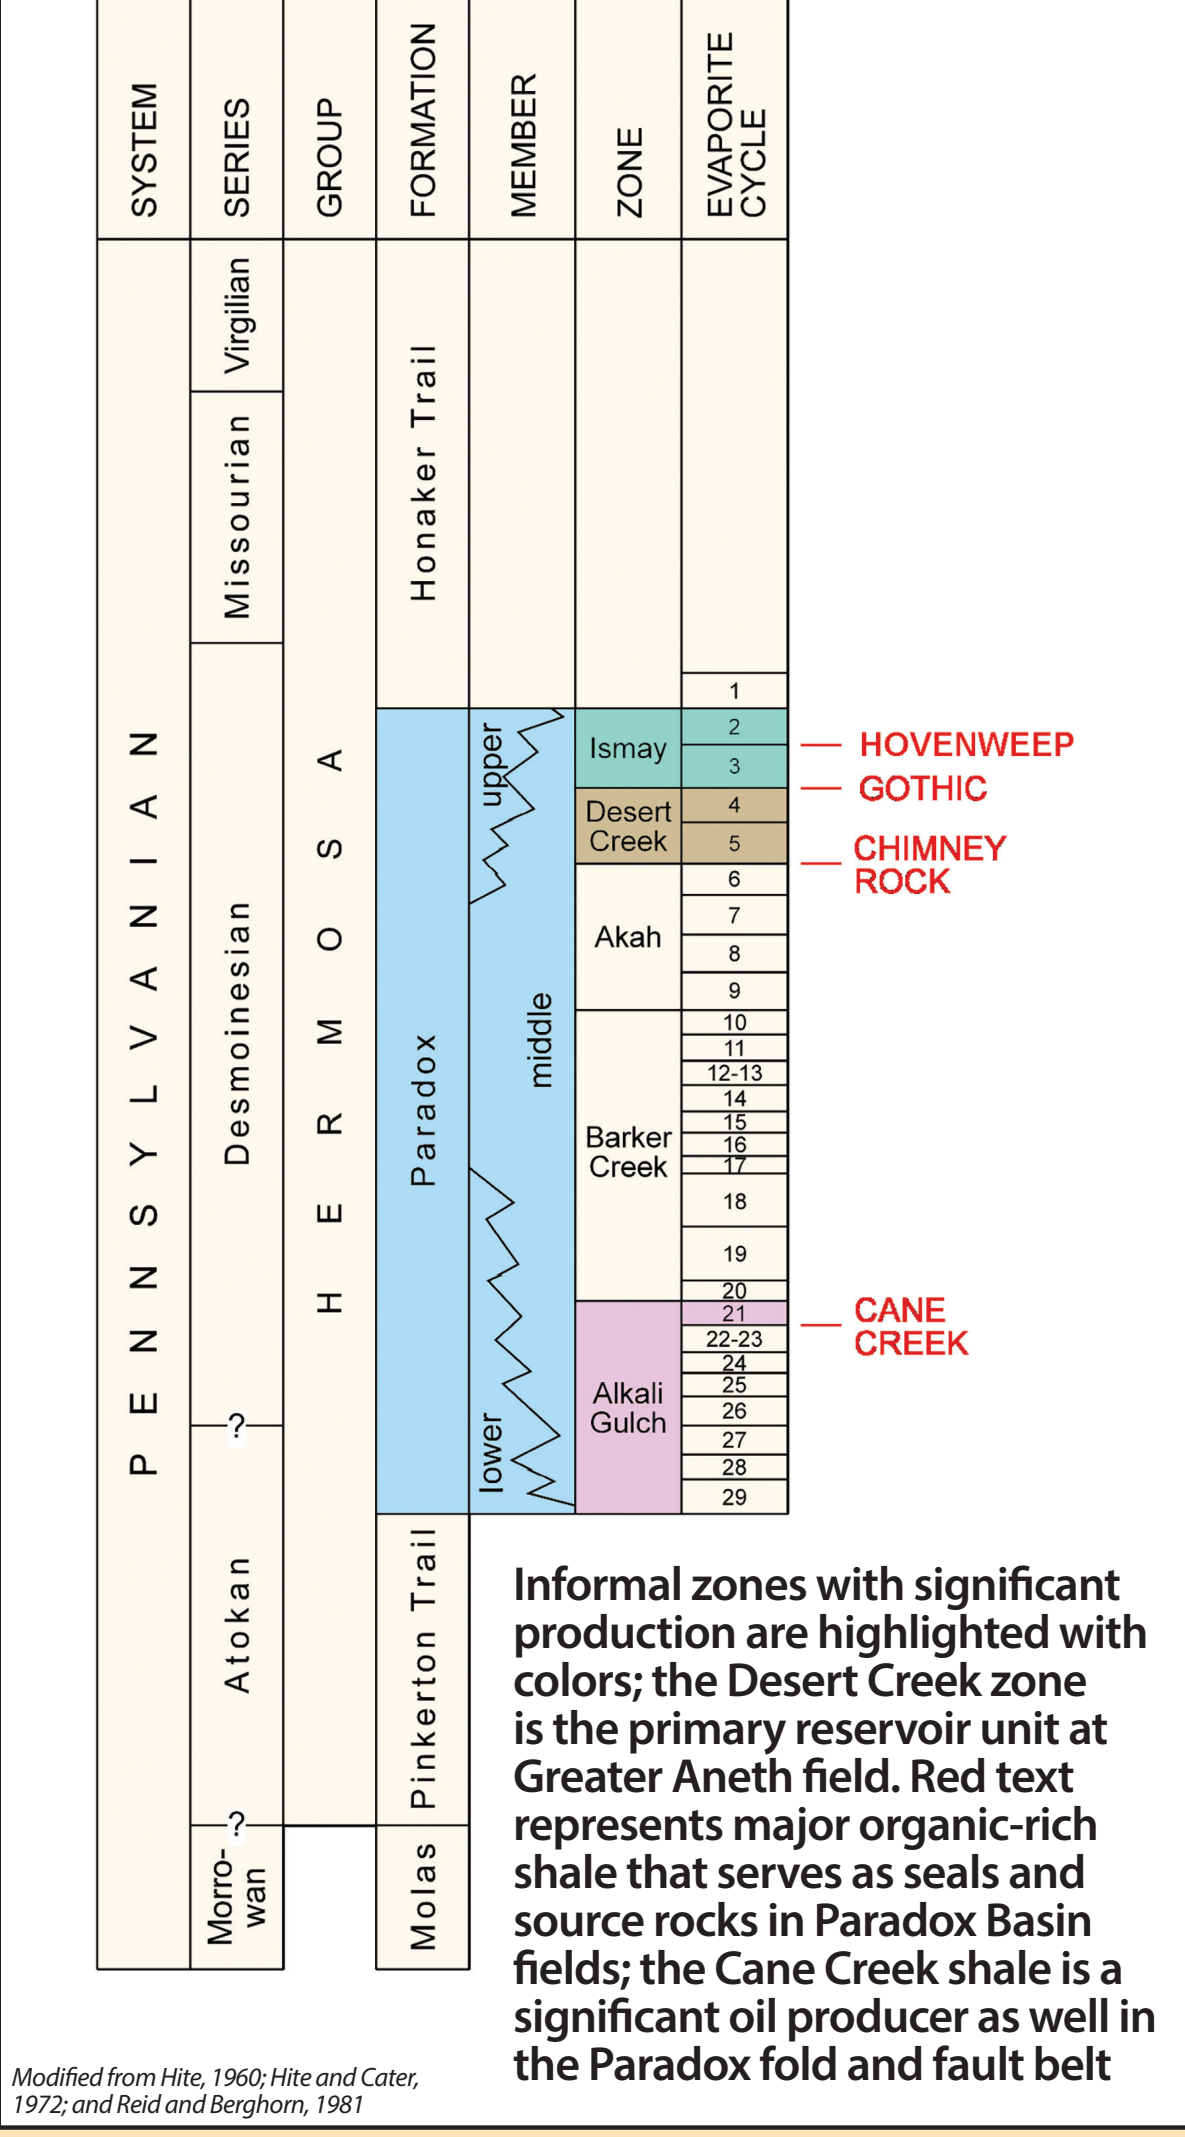 SYSTEM
SERIES
GROUP
FORMATION
MEMBER
ZONE
EVAPORITE
CYCLE
PENNSYLVANIAN
Virgilian
Missourian
Desmoinesian
?
Atokan
?
Morro-
wan
HERMOSA
Honaker Trail
Paradox
Pinkerton Trail
Molas
upper
middle
lower
Ismay
Desert
Creek
Akah
Barker
Creek
Alkali
Gulch
1
2
3
4
5
6
7
8
9
10
11
12-13
14
15
16
17
18
19
20
21
22-23
24
25
26
27
28
29
HOVENWEEP
GOTHIC
CHIMNEY
ROCK
CANE
CREEK
Informal zones with significant
production are highlighted with
colors; the Desert Creek zone
is the primary reservoir unit at
Greater Aneth field. Red text
represents major organic-rich
shale that serves as seals and
source rocks in Paradox Basin
fields; the Cane Creek shale is a
significant oil producer as well in
the Paradox fold and fault belt
Modified from Hite, 1960; Hite and Cater,
1972; and Reid and Berghorn, 1981